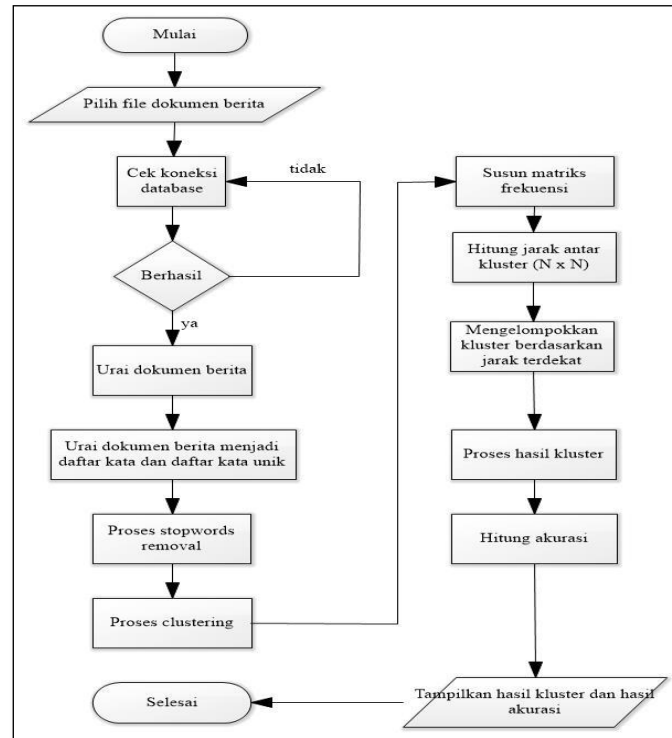 Mulai
Pilih file dokumen berita
Cek koneksi
database
tidak
Berhasil
ya
Urai dokumen berita
Urai dokumen berita menjadi
daftar kata dan daftar kata unik
Proses stopwords
removal
Proses clustering
Susun matriks
frekuensi
Hitung jarak antar
kluster (N x N)
Mengelompokkan
kluster berdasarkan
jarak terdekat
Proses hasil kluster
Hitung akurasi
Tampilkan hasil kluster dan hasil
akurasi
Selesai